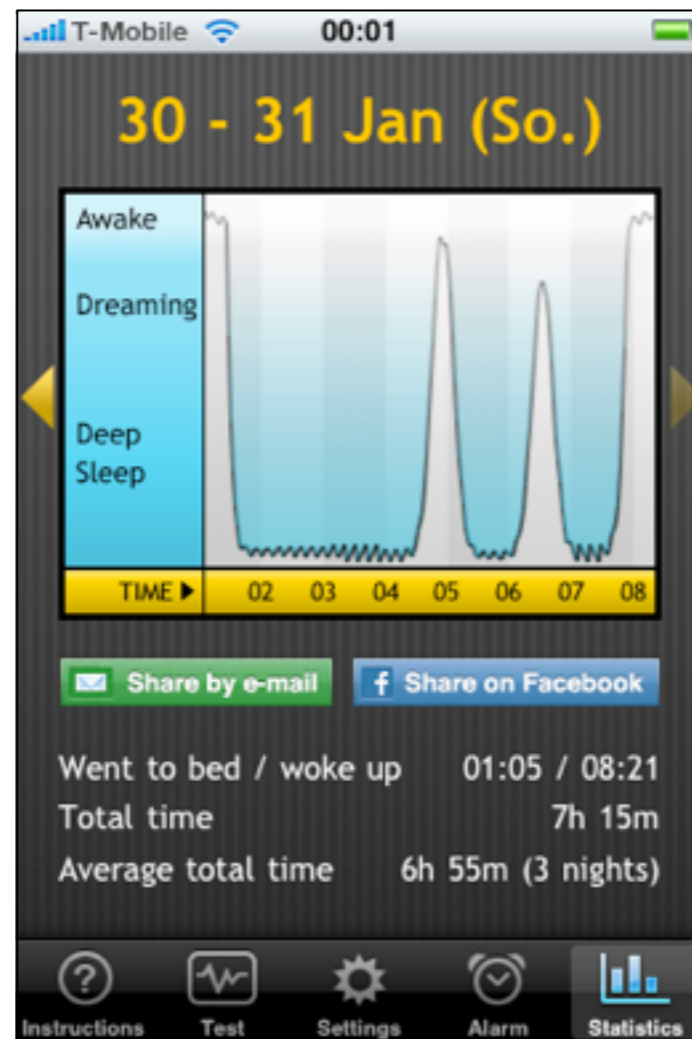 T-Mobile 00:01
30 - 31 Jan (So.)
Awake
Dreaming
Deep
Sleep
TIME 02 03 04 05 06 07 08
Share by e-mail f Share on Facebook
Went to bed / woke up 01:05 / 08:21
Total time 7h 15m
Average total time 6h 55m (3 nights)
? 
Instructions Test Settings Alarm Statistics